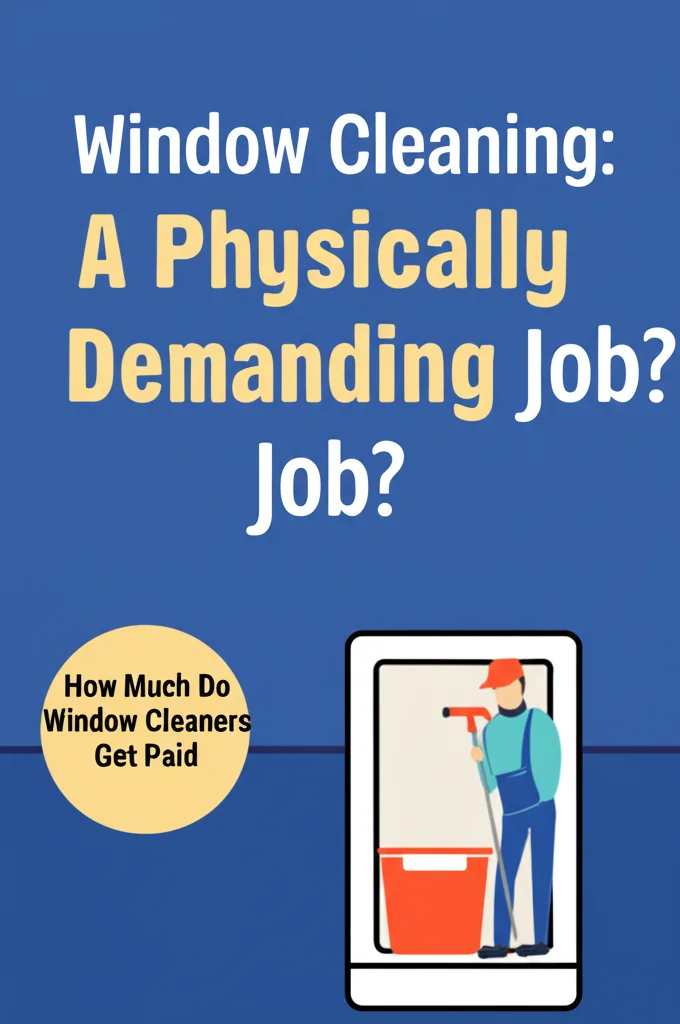 Window Cleaning:
A Physically
Demanding Job?
Job?
How Much Do
Window Cleaners
Get Paid